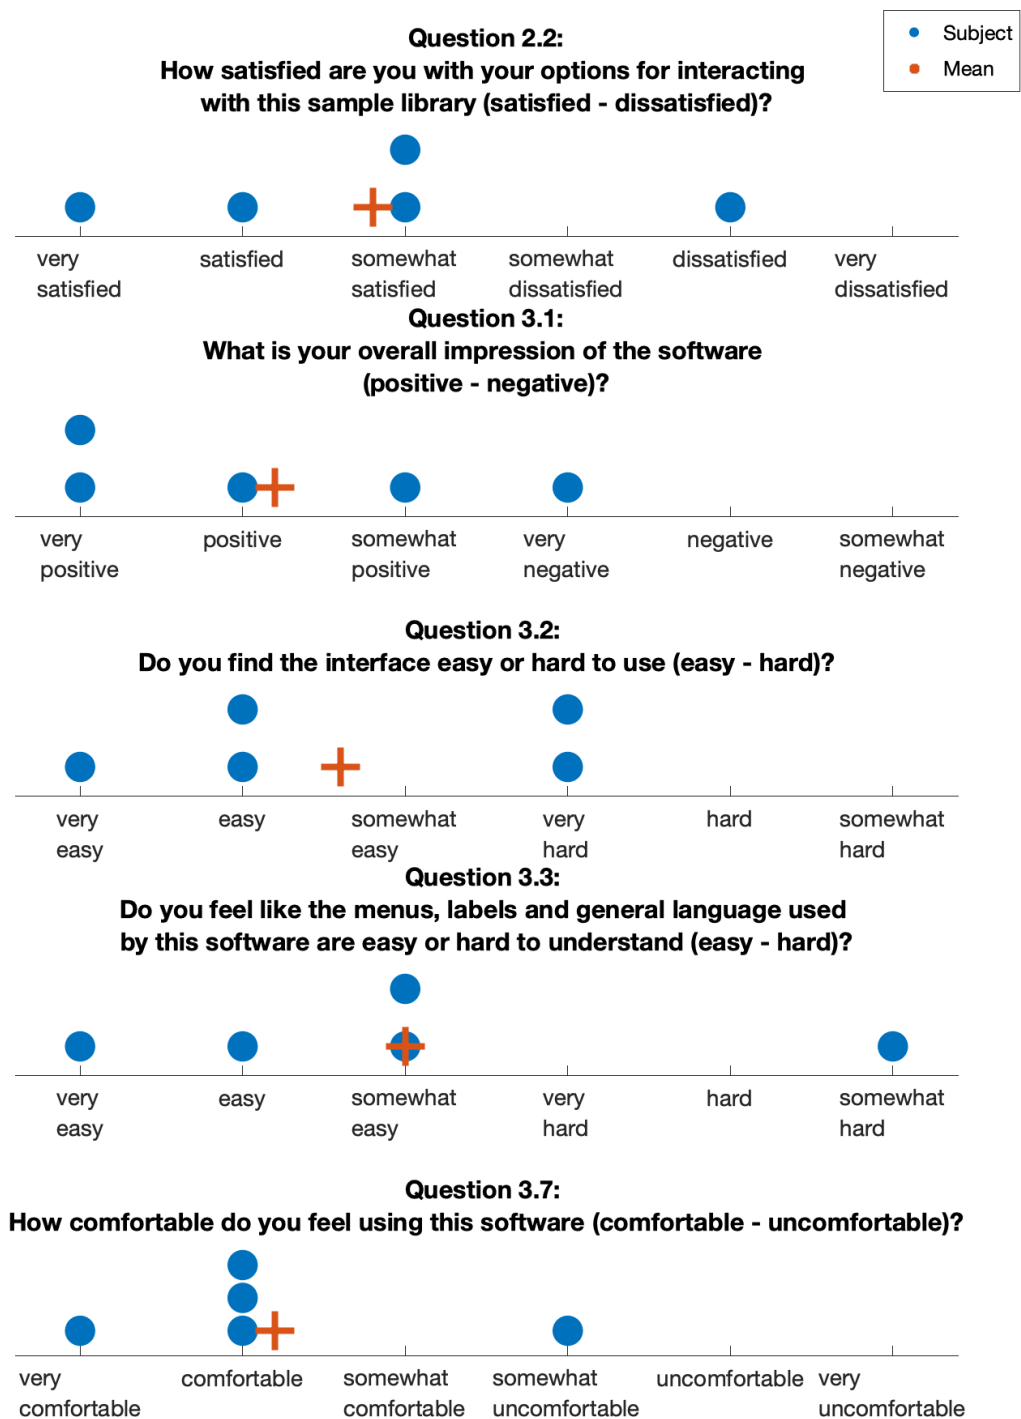 Subject
Mean
Question 2.2:
How satisfied are you with your options for interacting
with this sample library (satisfied - dissatisfied)?
very satisfied somewhat somewhat dissatisfied very
satisfied satisfied dissatisfied dissatisfied
Question 3.1:
What is your overall impression of the software
(positive - negative)?
very positive somewhat very negative somewhat
positive positive negative negative
Question 3.2:
Do you find the interface easy or hard to use (easy - hard)?
very easy somewhat very hard somewhat
easy easy hard hard
Question 3.3:
Do you feel like the menus, labels and general language used
by this software are easy or hard to understand (easy - hard)?
very easy somewhat very hard somewhat
easy easy hard hard
Question 3.7:
How comfortable do you feel using this software (comfortable - uncomfortable)?
very comfortable somewhat somewhat uncomfortable very
comfortable comfortable uncomfortable uncomfortable